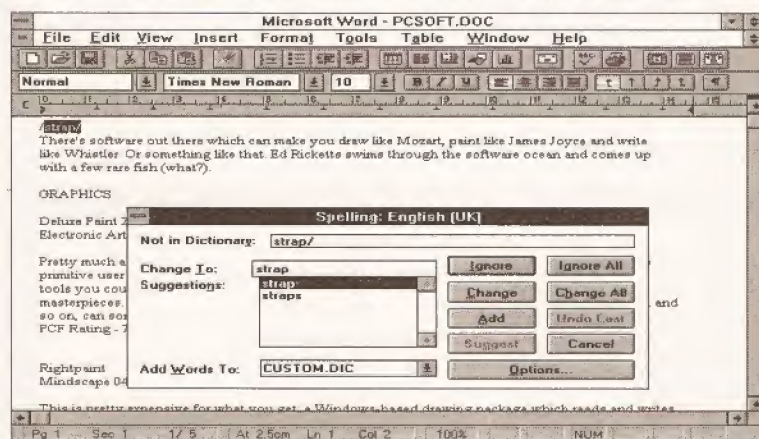 Microsoft Word - PCSOFT.DOC
File Edit View Insert Format Tools Table Window Help
Normal Times New Roman 10 B I U
/strap/
There's software out there which can make you draw like Mozart, paint like James Joyce and write
like Whistler. Or something like that. Ed Ricketts swims through the software ocean and comes up
with a few rare fish (what?).
GRAPHICS
Deluxe Paint
Electronic Art
Pretty much a
primitive user
tools you cou
masterpieces. and
so on, can so
PCF Rating - 7
Spelling: English (UK)
Not in Dictionary: strap/
Change To: strap
Suggestions: strap
straps
Ignore Ignore All
Change Change All
Add Undo Last
Suggest Cancel
Add Words To: CUSTOM.DIC Options...
Rightpaint
Mindscape 04
This is pretty expensive for what you get, a Windows-based drawing package which reads and writes
Pg 1 Sec 1 1/5 At 2.5cm Ln 1 Col 2 100% NUM